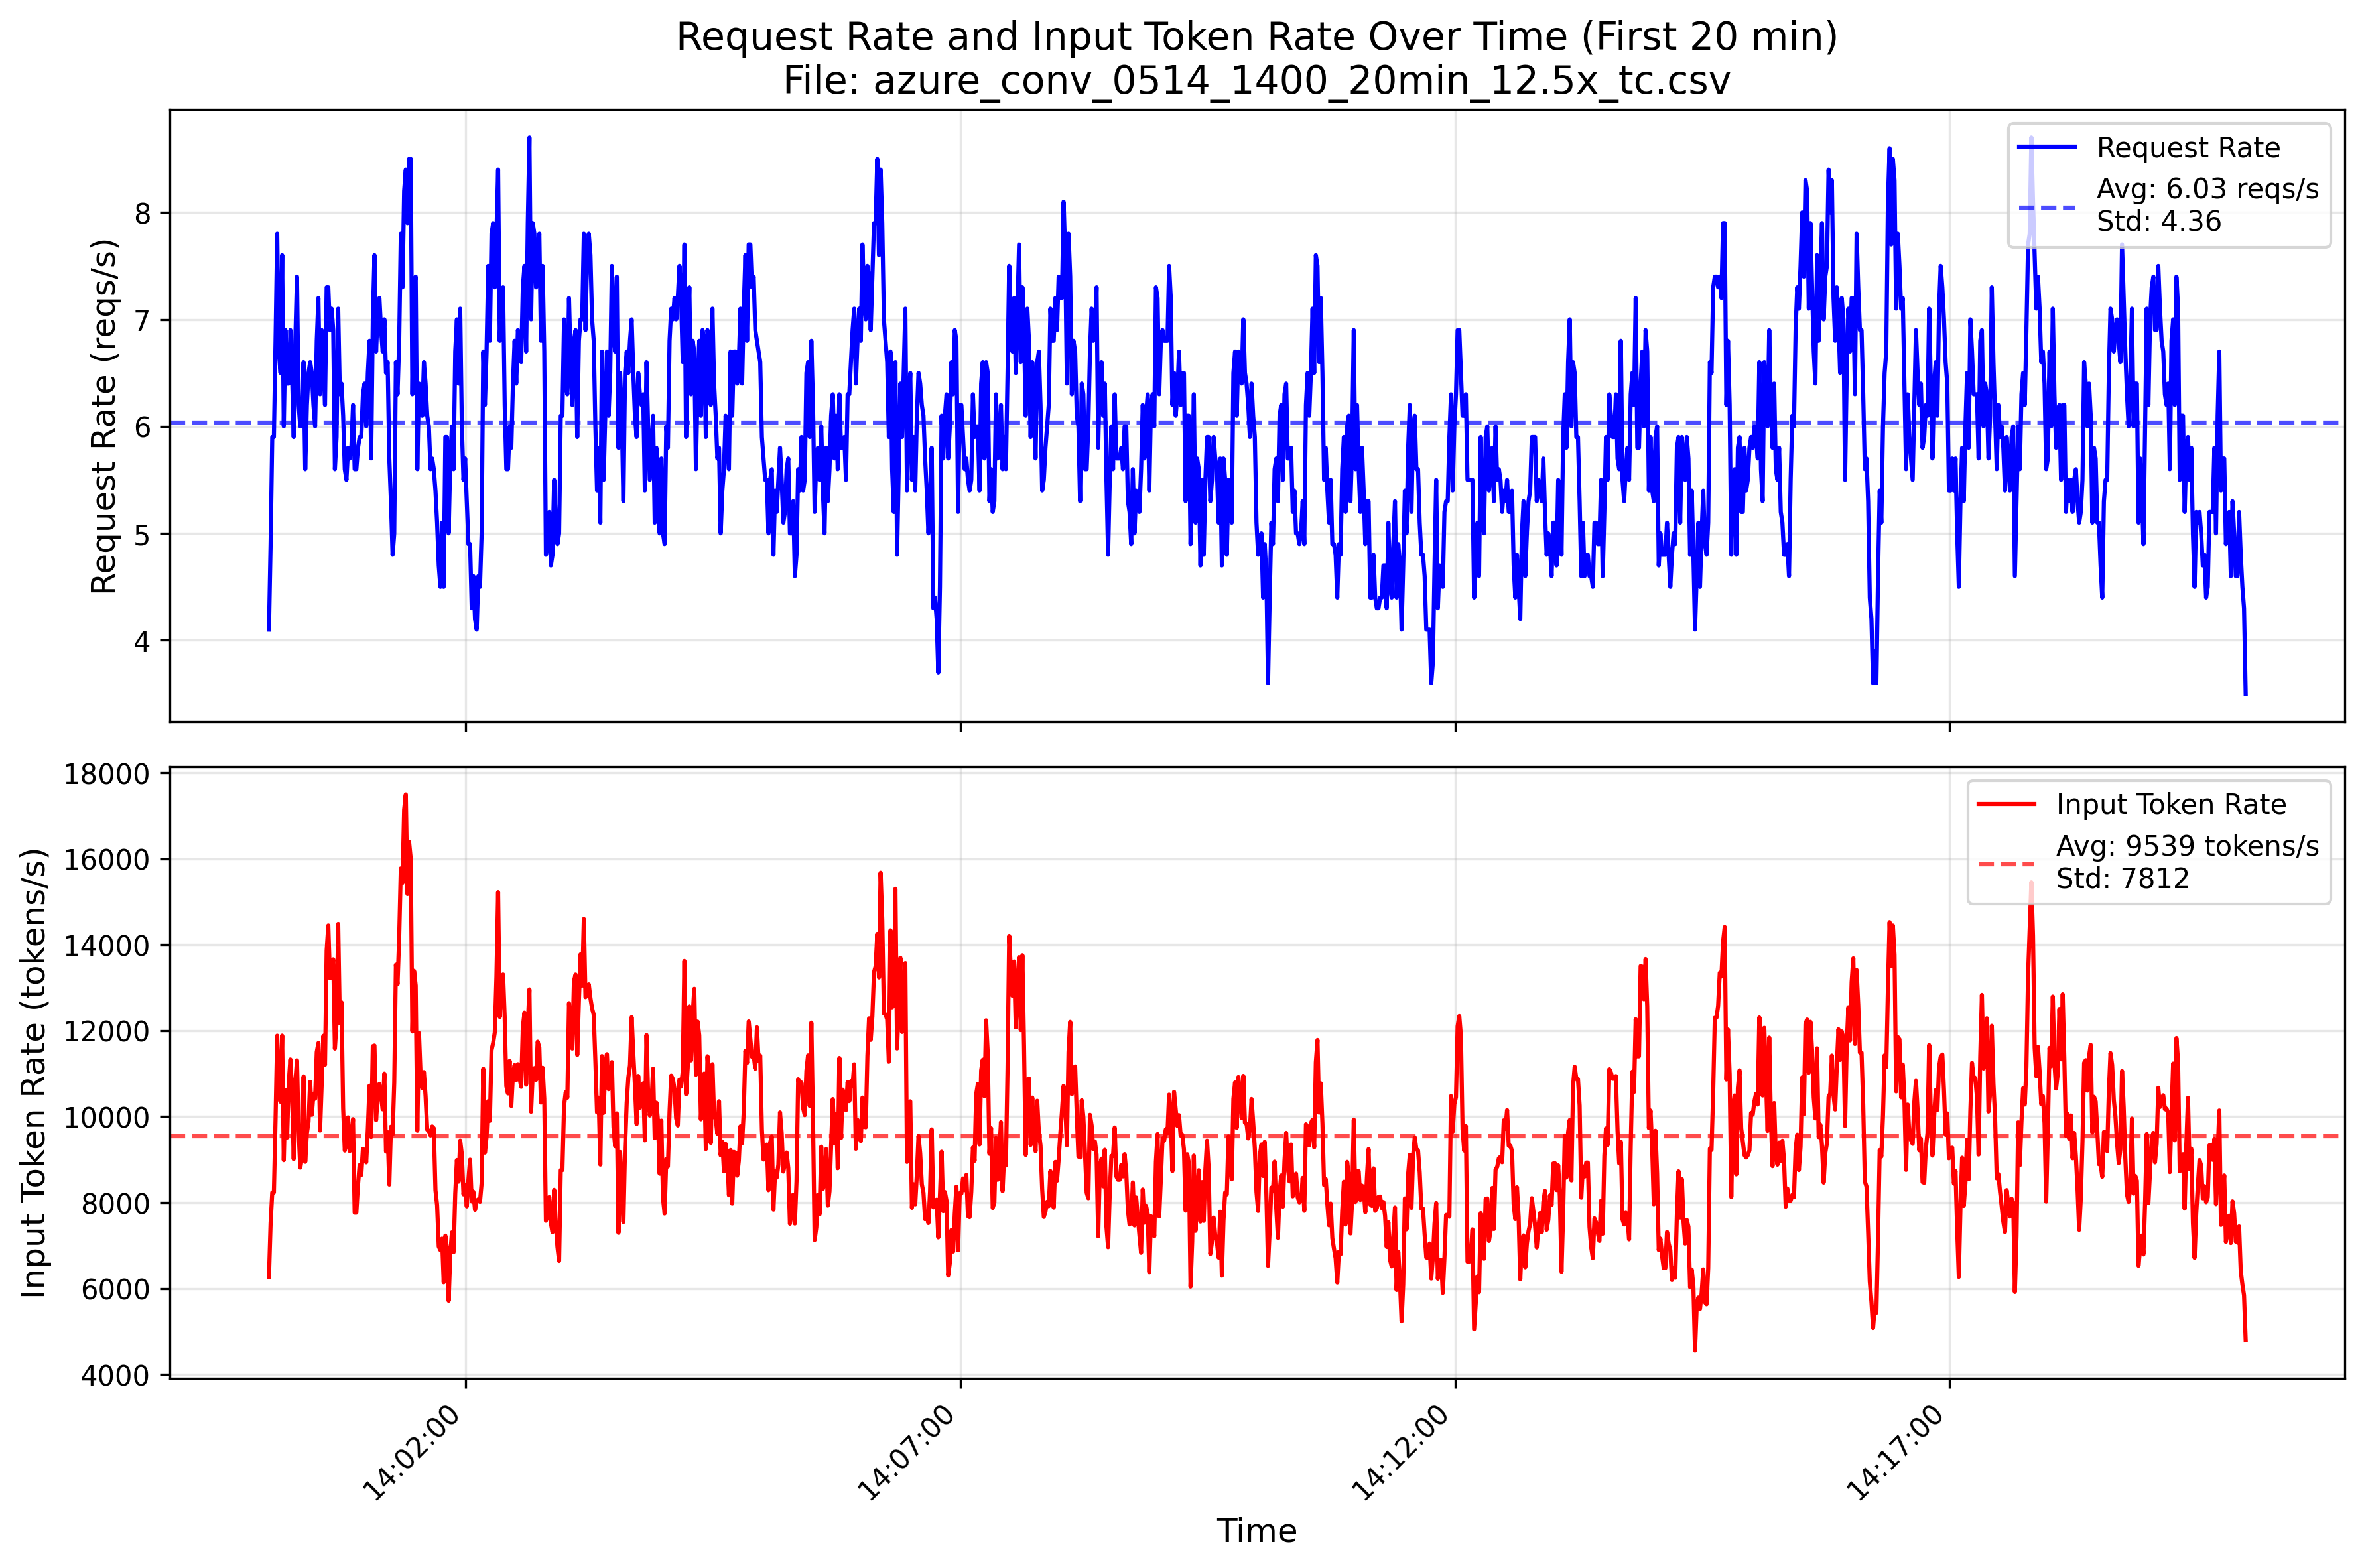 Request Rate and Input Token Rate Over Time (First 20 min)
File: azure_conv_0514_1400_20min_12.5x_tc.csv
Request Rate (reqs/s)
8
7
6
5
4
Request Rate
Avg: 6.03 reqs/s
Std: 4.36
Input Token Rate (tokens/s)
18000
16000
14000
12000
10000
8000
6000
4000
Input Token Rate
Avg: 9539 tokens/s
Std: 7812
14:02:00
14:07:00
14:12:00
14:17:00
Time